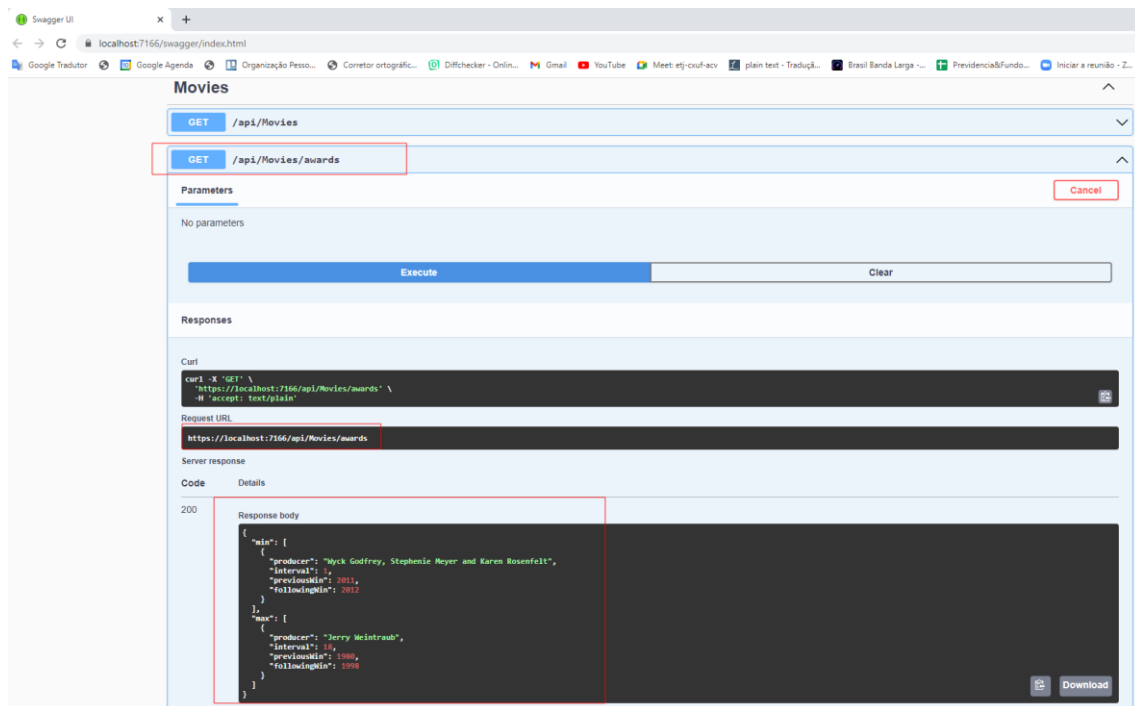 Swagger UI
localhost:7166/swagger/index.html
Google Tradutor Google Agenda Organização Pesso... Corretor ortográfic... Diffchecker - Onlin... Gmail YouTube Meet: etj-cxuf-acv plain text - Traduçã... Brasil Banda Larga -... Previdencia&Fundo... Iniciar a reunião - Z...
Movies
GET /api/Movies
GET /api/Movies/awards
Parameters
Cancel
No parameters
Execute Clear
Responses
Curl
curl -X 'GET' \
'https://localhost:7166/api/Movies/awards' \
-H 'accept: text/plain'
Request URL
https://localhost:7166/api/Movies/awards
Server response
Code Details
200
Response body
{
"min": [
{
"producer": "Wyck Godfrey, Stephenie Meyer and Karen Rosenfelt",
"interval": 1,
"previousWin": 2011,
"followingWin": 2012
}
],
"max": [
{
"producer": "Jerry Weintraub",
"interval": 18,
"previousWin": 1980,
"followingWin": 1998
}
]
}
Download